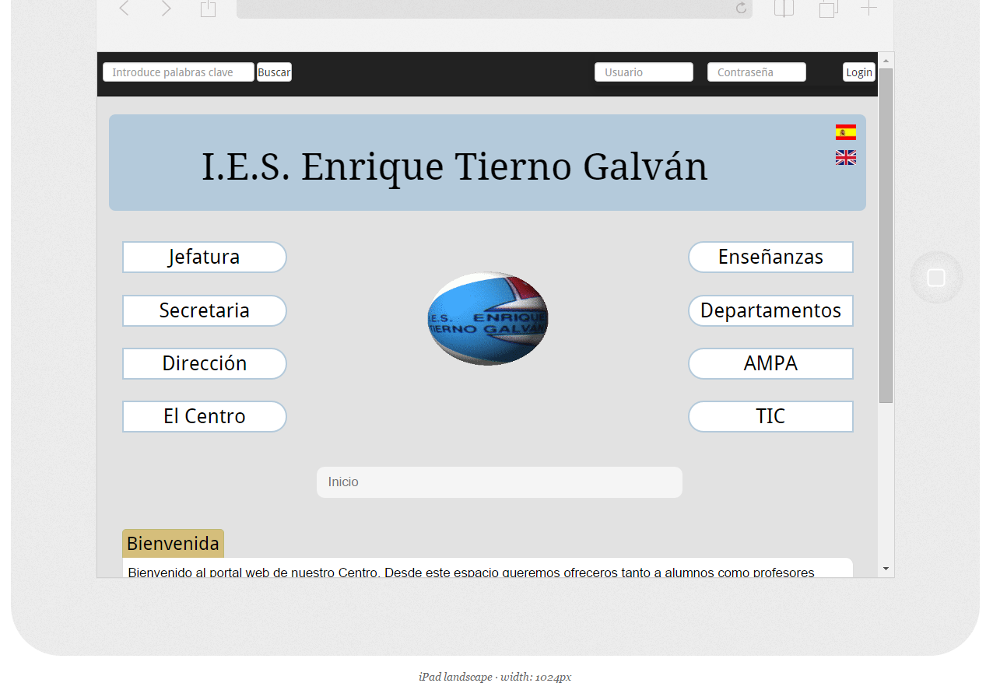 Introduce palabras clave Buscar Usuario Contraseña Login
I.E.S. Enrique Tierno Galván
Jefatura Enseñanzas
I.E.S. ENRIQUE
TIERNO GALVÁN
Secretaria Departamentos
Dirección AMPA
El Centro TIC
Inicio
Bienvenida
Bienvenido al portal web de nuestro Centro. Desde este espacio queremos ofreceros tanto a alumnos como profesores
iPad landscape · width: 1024px